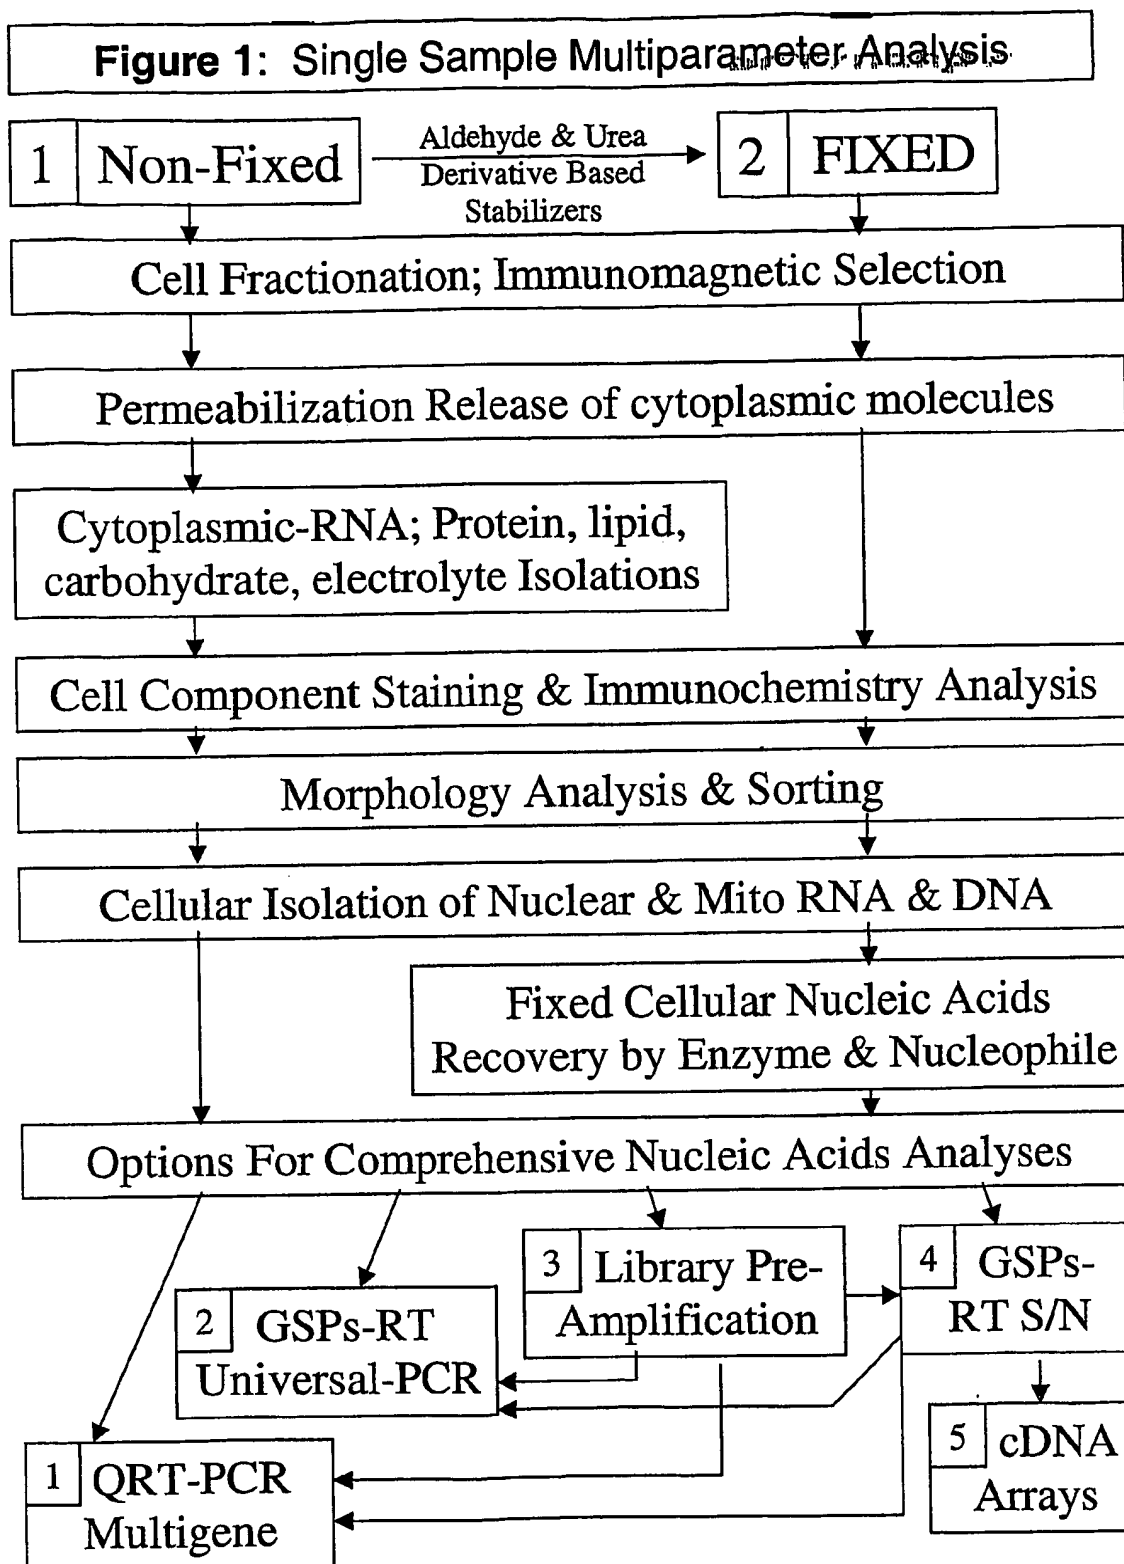 Figure 1: Single Sample Multiparameter Analysis
1 Non-Fixed
Aldehyde & Urea
Derivative Based
Stabilizers
2 FIXED
Cell Fractionation; Immunomagnetic Selection
Permeabilization Release of cytoplasmic molecules
Cytoplasmic-RNA; Protein, lipid,
carbohydrate, electrolyte Isolations
Cell Component Staining & Immunochemistry Analysis
Morphology Analysis & Sorting
Cellular Isolation of Nuclear & Mito RNA & DNA
Fixed Cellular Nucleic Acids
Recovery by Enzyme & Nucleophile
Options For Comprehensive Nucleic Acids Analyses
3 Library Pre-
Amplification
4 GSPs-
RT S/N
2 GSPs-RT
Universal-PCR
5 cDNA
Arrays
1 QRT-PCR
Multigene